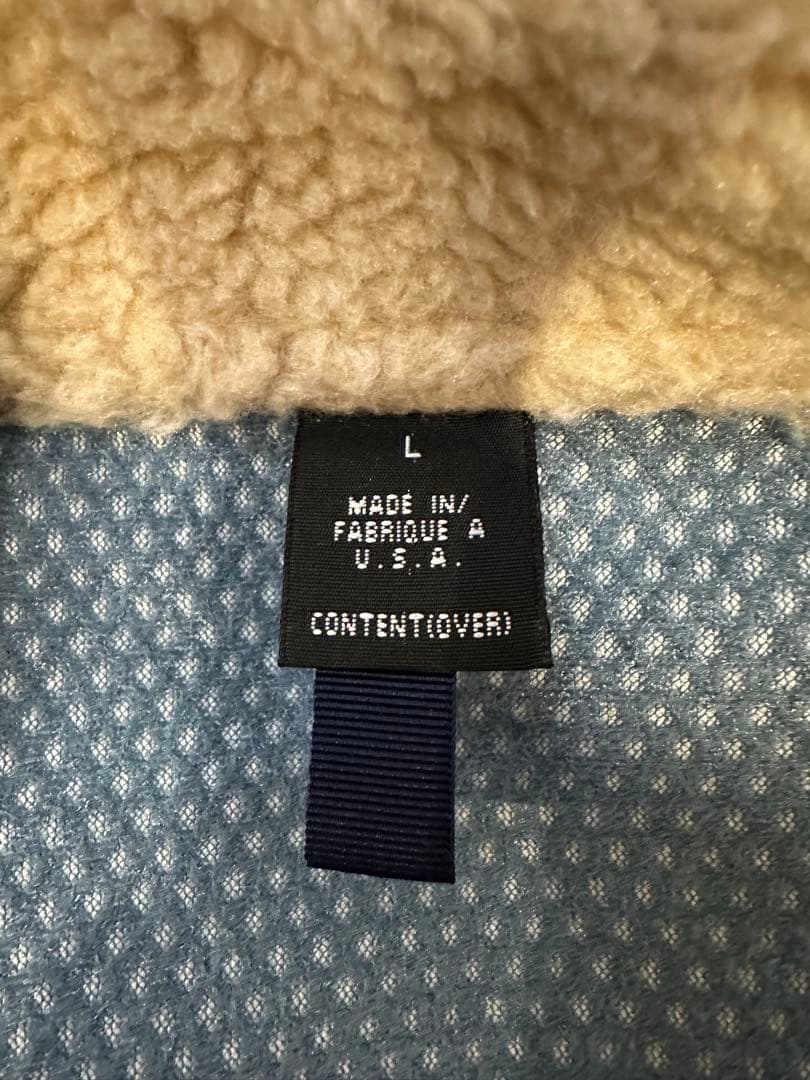 L
MADE IN/
FABRIQUE A
U.S.A.
CONTENT(OVER)